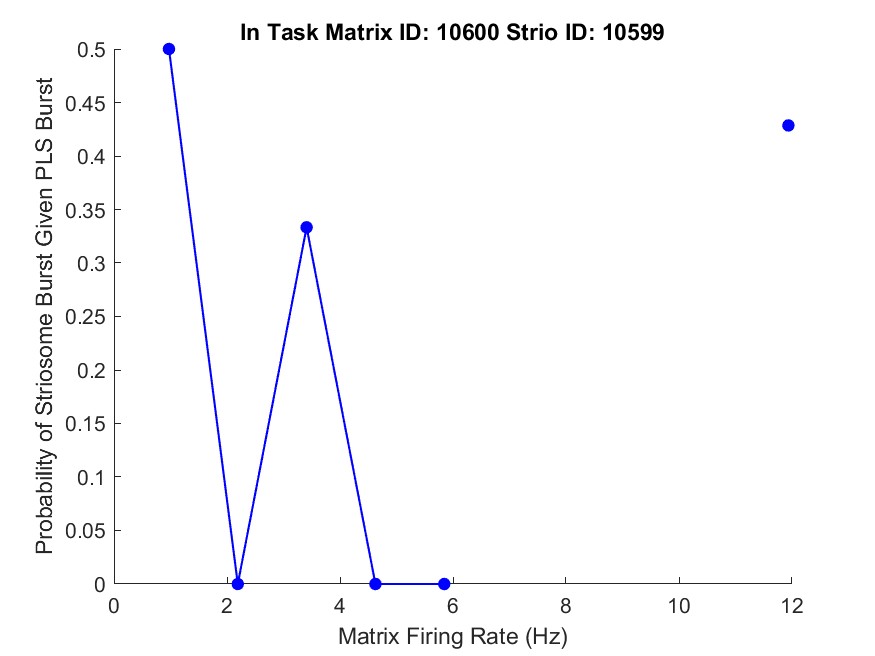 In Task Matrix ID: 10600 Strio ID: 10599
Probability of Striosome Burst Given PLS Burst
0.5
0.45
0.4
0.35
0.3
0.25
0.2
0.15
0.1
0.05
0
0 2 4 6 8 10 12
Matrix Firing Rate (Hz)